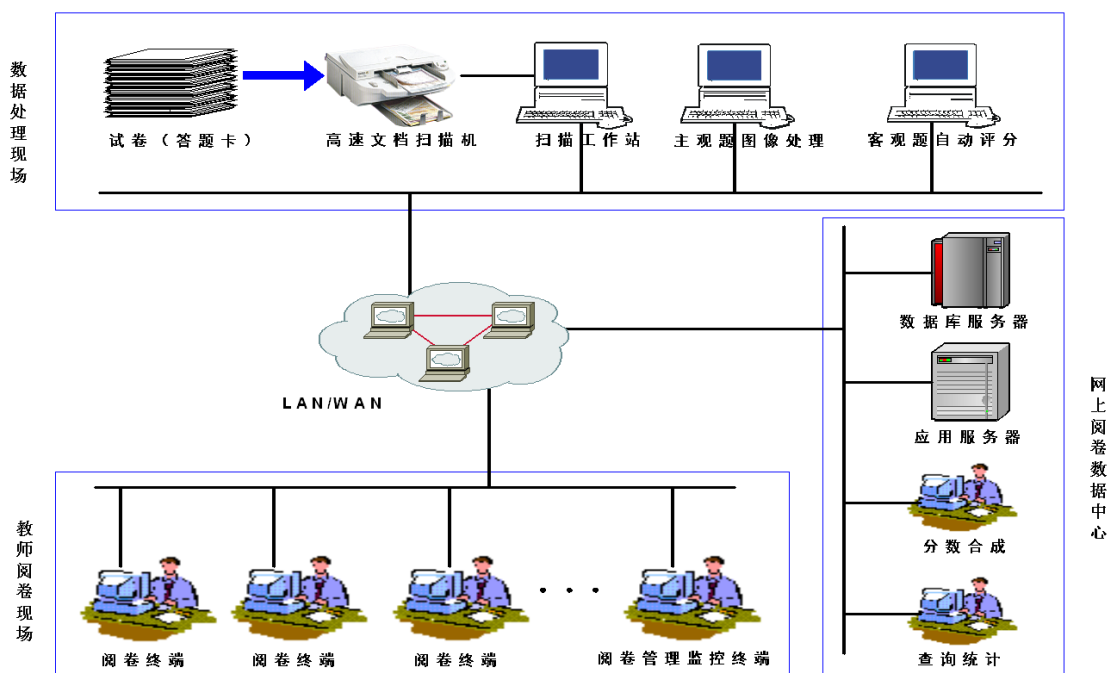 数据处理现场
试卷（答题卡）
高速文档扫描机
扫描工作站
主观题图像处理
客观题自动评分
LAN/WAN
数据库服务器
应用服务器
分数合成
查询统计
网上阅卷数据中心
教师阅卷现场
阅卷终端
阅卷终端
阅卷终端
阅卷管理监控终端